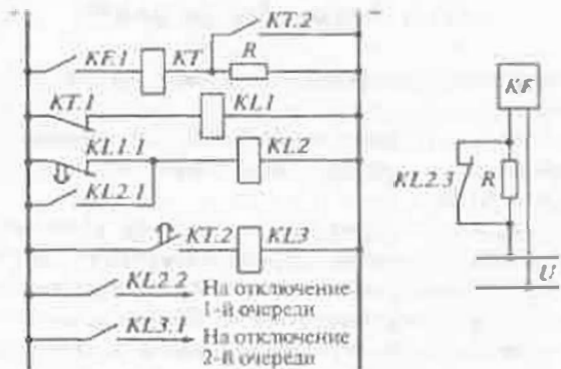 + -
KT.2
KF.1 KT R
KT.1 KL1
KL1.1 KL2
KL2.1
KT.2 KL3
KL2.2 На отключение
1-й очереди
KL3.1 На отключение
2-й очереди
KF
KL2.3 R
U